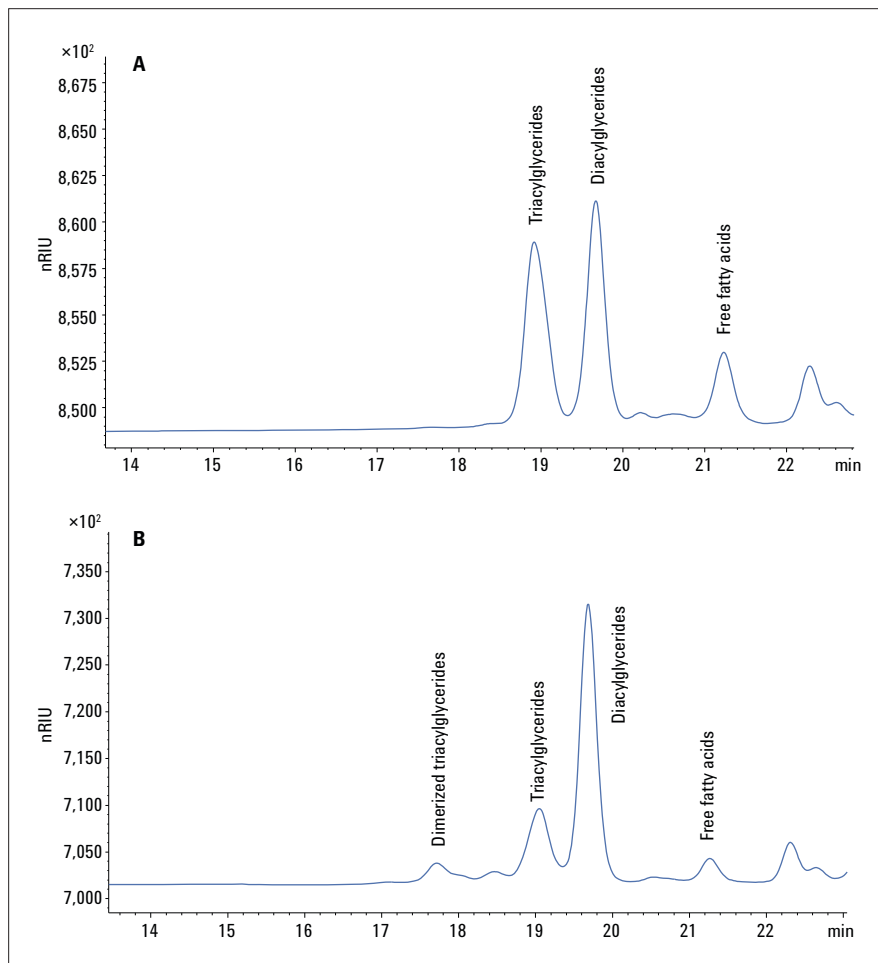 ×10²
A
8,675
8,650
8,625
8,600
8,575
8,550
8,525
8,500
nRIU
Triacylglycerides
Diacylglycerides
Free fatty acids
14 15 16 17 18 19 20 21 22 min
×10²
B
7,350
7,300
7,250
7,200
7,150
7,100
7,050
7,000
nRIU
Dimerized triacylglycerides
Triacylglycerides
Diacylglycerides
Free fatty acids
14 15 16 17 18 19 20 21 22 min